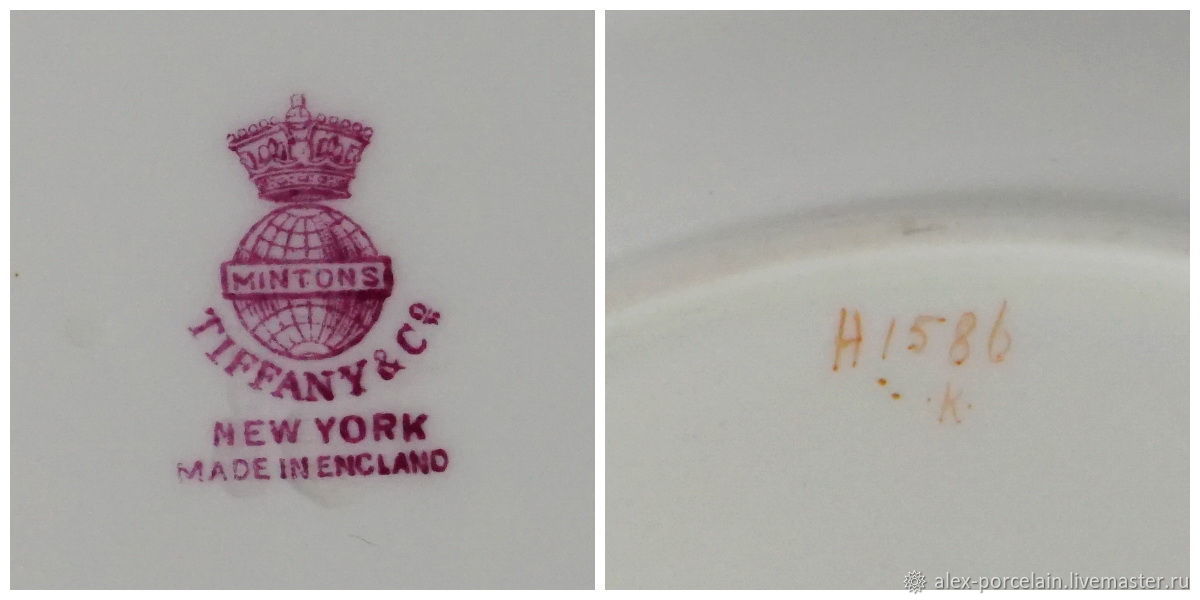 MINTONS
TIFFANY & Co
NEW YORK
MADE IN ENGLAND
H1586
.K.
alex-porcelain.livemaster.ru